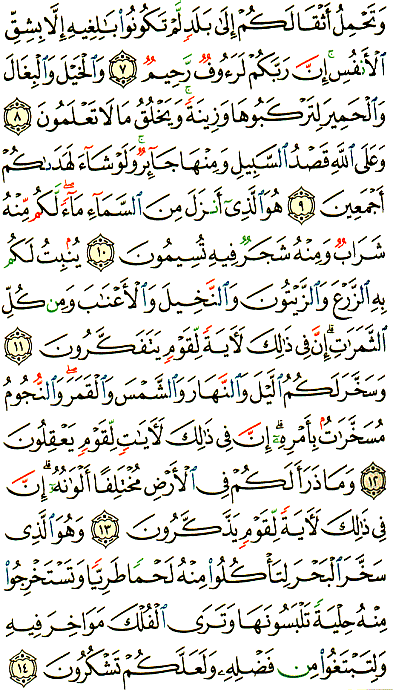 وَتَحْمِلُ أَثْقَالَكُمْ إِلَىٰ بَلَدٍ لَّمْ تَكُونُوا۟ بَٰلِغِيهِ إِلَّا بِشِقِّ
ٱلْأَنفُسِ ۚ إِنَّ رَبَّكُمْ لَرَءُوفٌ رَّحِيمٌ ٧ وَٱلْخَيْلَ وَٱلْبِغَالَ
وَٱلْحَمِيرَ لِتَرْكَبُوهَا وَزِينَةً ۚ وَيَخْلُقُ مَا لَا تَعْلَمُونَ ٨
وَعَلَى ٱللَّهِ قَصْدُ ٱلسَّبِيلِ وَمِنْهَا جَآئِرٌ ۚ وَلَوْ شَآءَ لَهَدَىٰكُمْ
أَجْمَعِينَ ٩ هُوَ ٱلَّذِىٓ أَنزَلَ مِنَ ٱلسَّمَآءِ مَآءً ۖ لَّكُم مِّنْهُ
شَرَابٌ وَمِنْهُ شَجَرٌ فِيهِ تُسِيمُونَ ١٠ يُنۢبِتُ لَكُم
بِهِ ٱلزَّرْعَ وَٱلزَّيْتُونَ وَٱلنَّخِيلَ وَٱلْأَعْنَٰبَ وَمِن كُلِّ
ٱلثَّمَرَٰتِ ۗ إِنَّ فِى ذَٰلِكَ لَءَايَةً لِّقَوْمٍ يَتَفَكَّرُونَ ١١
وَسَخَّرَ لَكُمُ ٱلَّيْلَ وَٱلنَّهَارَ وَٱلشَّمْسَ وَٱلْقَمَرَ ۖ وَٱلنُّجُومُ
مُسَخَّرَٰتٌۢ بِأَمْرِهِۦٓ ۗ إِنَّ فِى ذَٰلِكَ لَءَايَٰتٍ لِّقَوْمٍ يَعْقِلُونَ
١٢ وَمَا ذَرَأَ لَكُمْ فِى ٱلْأَرْضِ مُخْتَلِفًا أَلْوَٰنُهُۥٓ ۗ إِنَّ
فِى ذَٰلِكَ لَءَايَةً لِّقَوْمٍ يَذَّكَّرُونَ ١٣ وَهُوَ ٱلَّذِى
سَخَّرَ ٱلْبَحْرَ لِتَأْكُلُوا۟ مِنْهُ لَحْمًا طَرِيًّا وَتَسْتَخْرِجُوا۟
مِنْهُ حِلْيَةً تَلْبَسُونَهَا وَتَرَى ٱلْفُلْكَ مَوَاخِرَ فِيهِ
وَلِتَبْتَغُوا۟ مِن فَضْلِهِۦ وَلَعَلَّكُمْ تَشْكُرُونَ ١٤